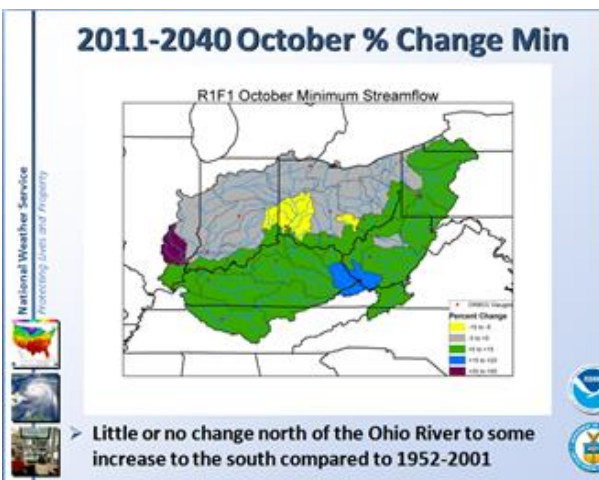 2011-2040 October % Change Min
R1F1 October Minimum Streamflow
National Weather Service
Protecting Lives and Property
Percent Change
Little or no change north of the Ohio River to some
increase to the south compared to 1952-2001